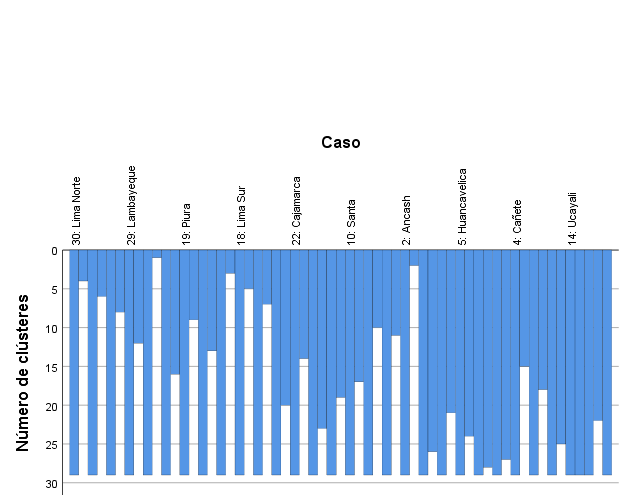 Caso
30: Lima Norte
29: Lambayeque
19: Piura
18: Lima Sur
22: Cajamarca
10: Santa
2: Ancash
5: Huancavelica
4: Cañete
14: Ucayali
Número de clústeres
0
5
10
15
20
25
30